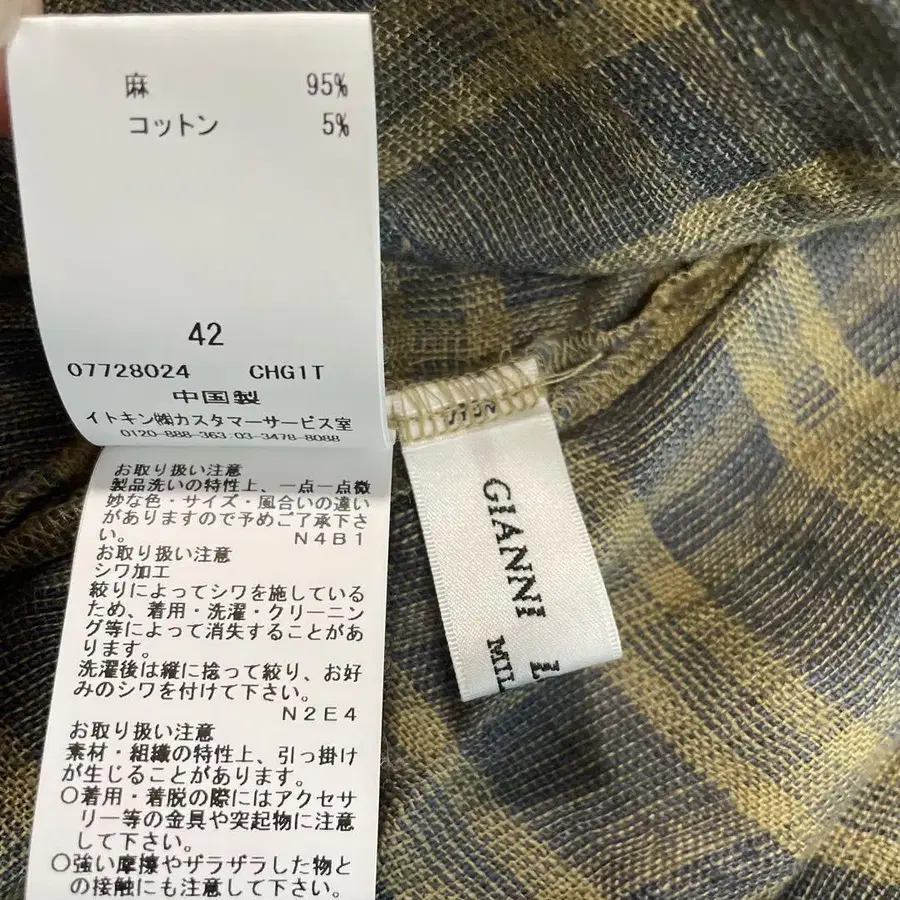 麻 95%
コットン 5%
42
07728024 CHG1T
中国製
イトキン㈱カスタマーサービス室
0120-888-363 03-3478-8088
お取り扱い注意
製品洗いの特性上、一点一点微
妙な色・サイズ・風合いの違い
がありますので予めご了承下さ
い。 N4B1
お取り扱い注意
シワ加工
絞りによってシワを施している
ため、着用・洗濯・クリーニン
グ等によって消失することがあ
ります。
洗濯後は縦に捻って絞り、お好
みのシワを付けて下さい。
N2E4
お取り扱い注意
素材・組織の特性上、引っ掛け
が生じることがあります。
○着用・着脱の際にはアクセサ
リー等の金具や突起物に注意
して下さい。
○強い摩擦やザラザラした物と
の接触にも注意して下さい。
GIANNI L
MIL